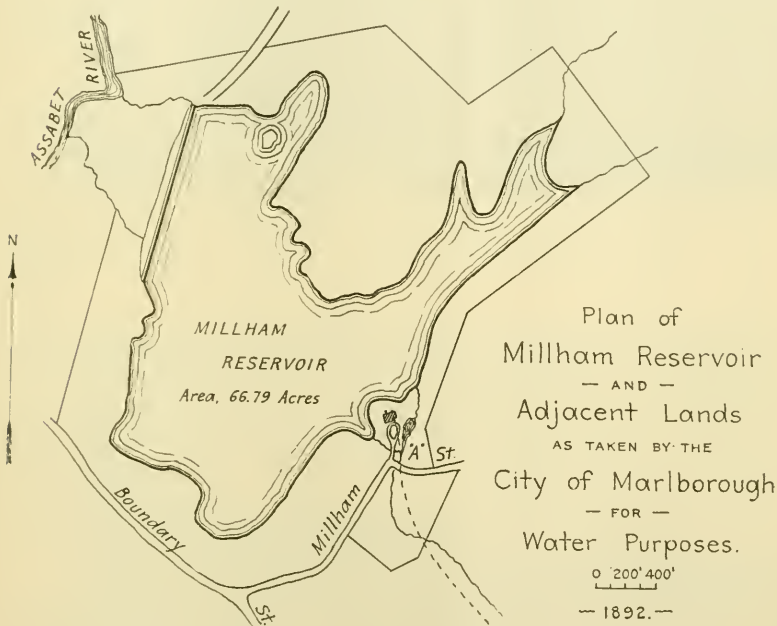 ASSABET
RIVER
N
MILLHAM
RESERVOIR
Area, 66.79 Acres
"A"
St.
Millham
Boundary
St.
Plan of
Millham Reservoir
— AND —
Adjacent Lands
AS TAKEN BY THE
City of Marlborough
— FOR —
Water Purposes.
0 200' 400'
— 1892. —